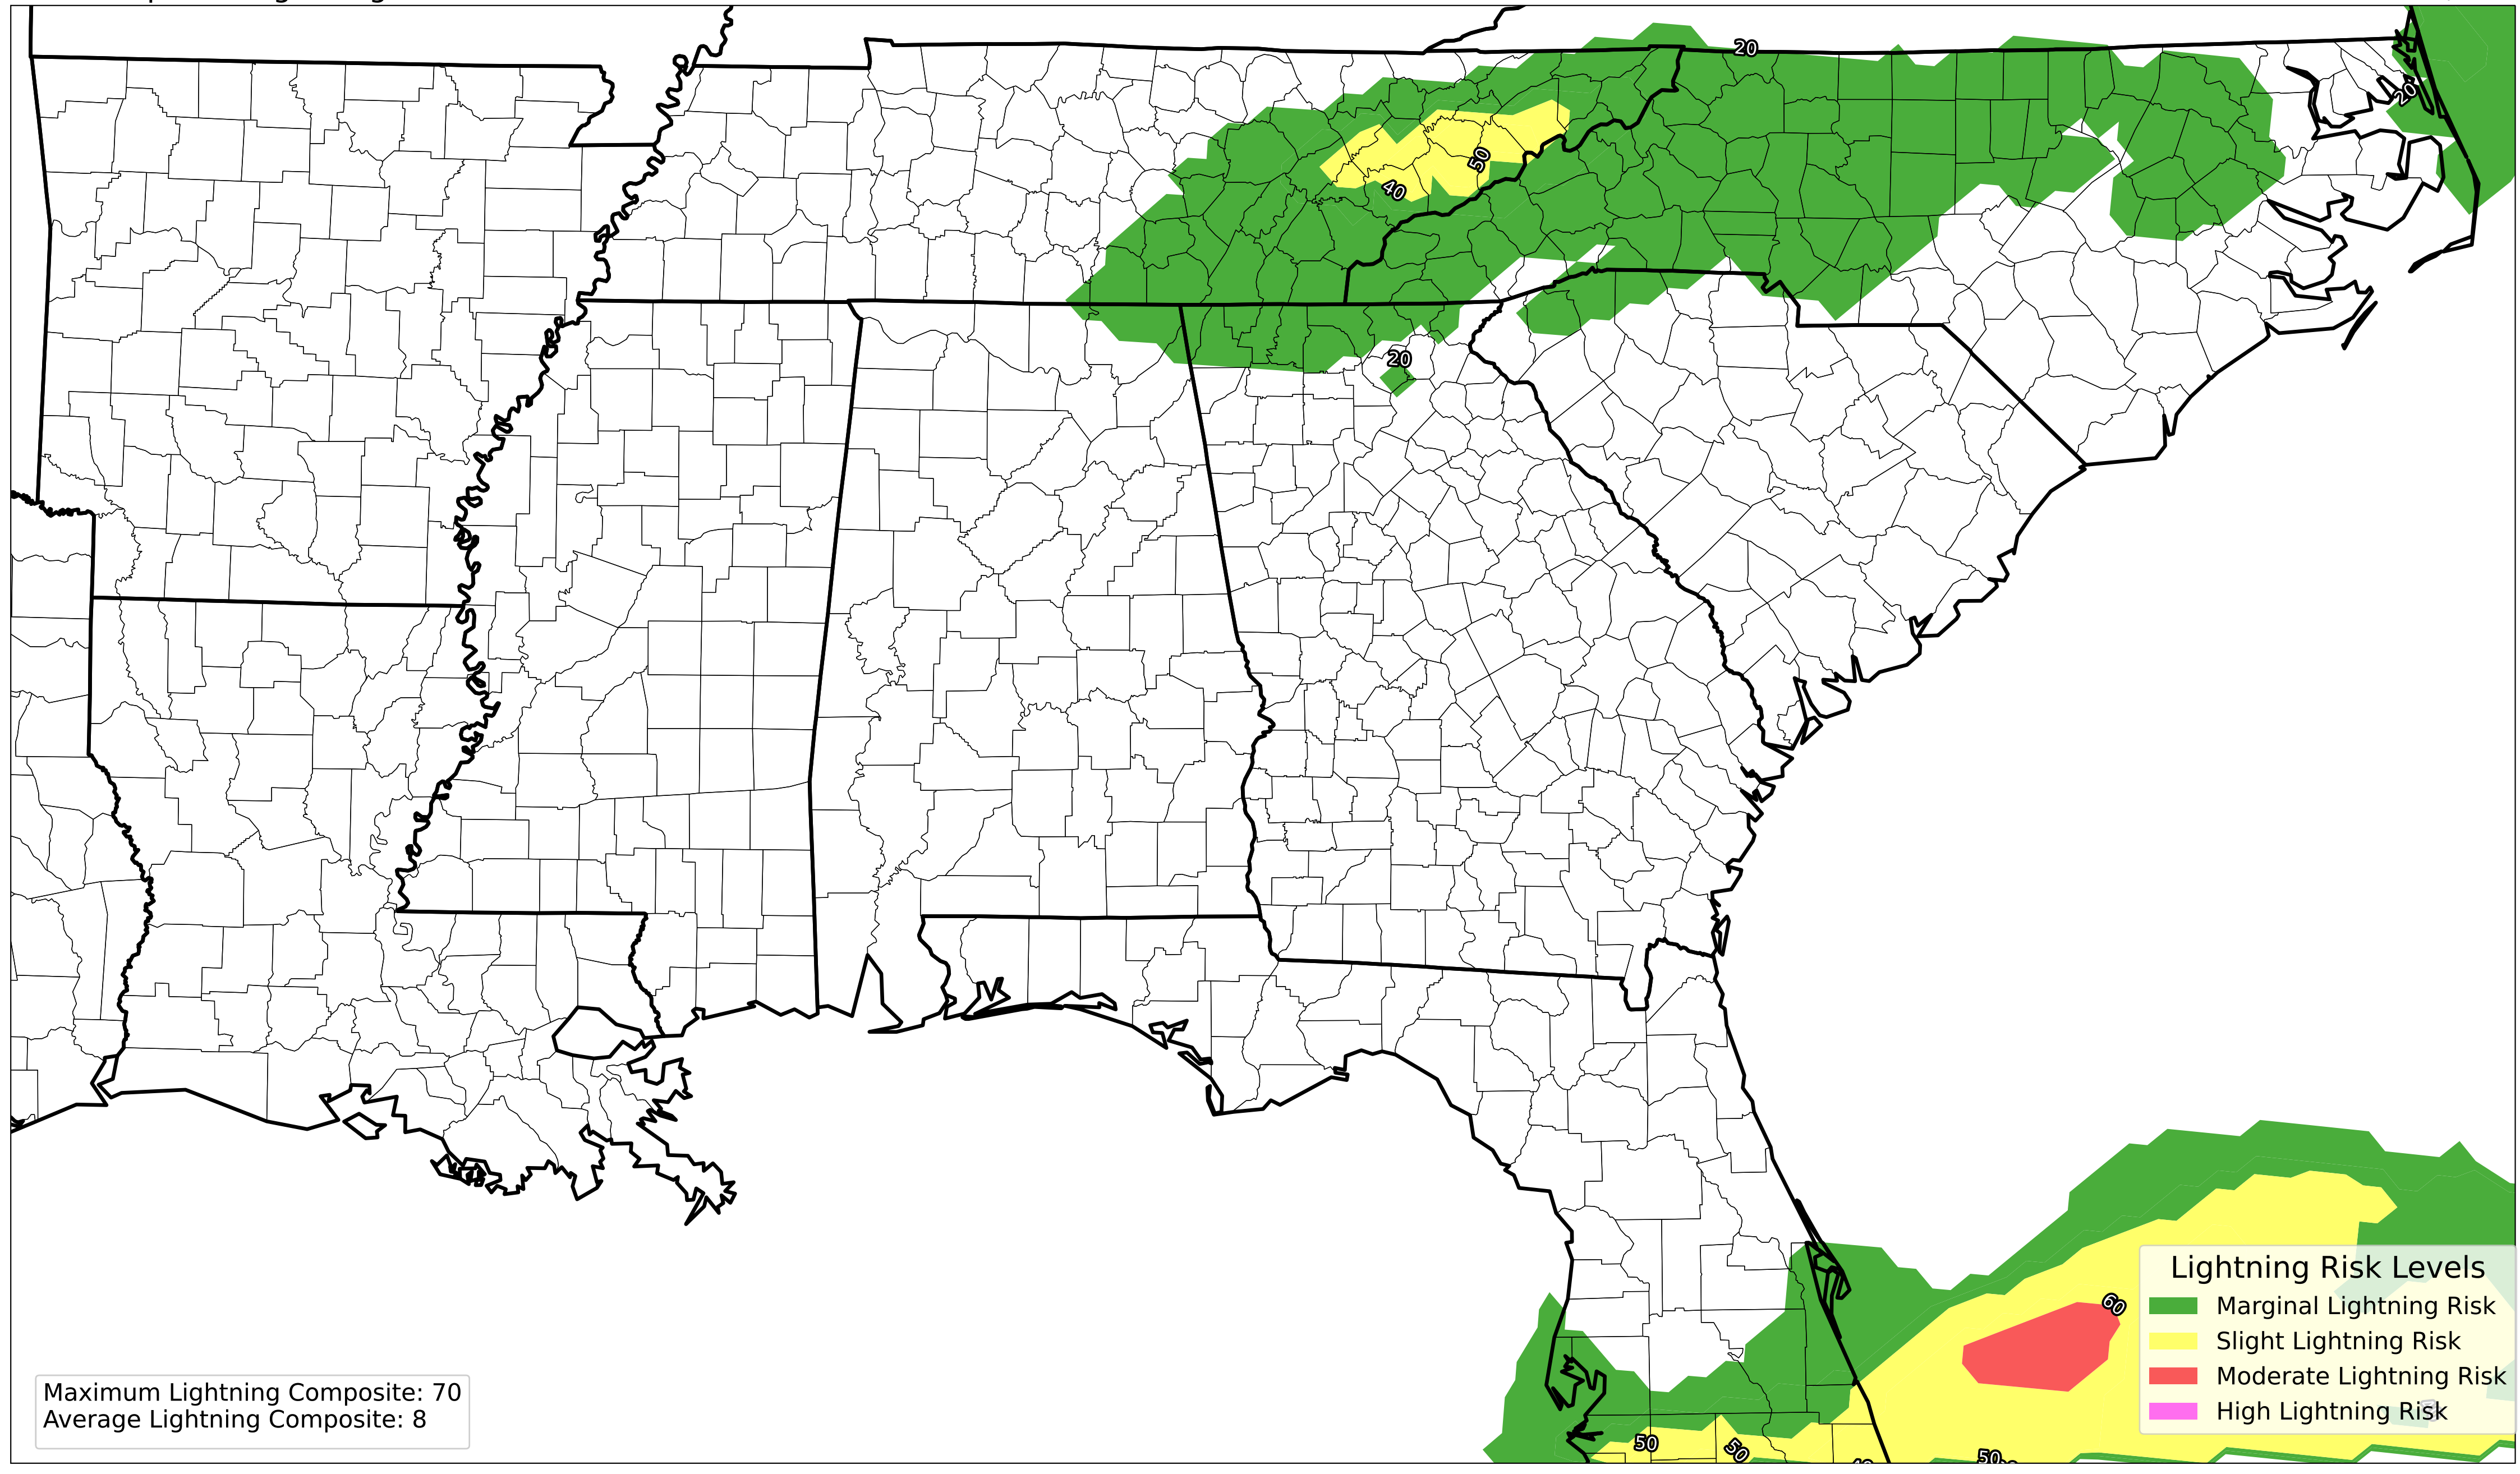 20
20
50
40
20
60
Lightning Risk Levels
Marginal Lightning Risk
Slight Lightning Risk
Moderate Lightning Risk
High Lightning Risk
Maximum Lightning Composite: 70
Average Lightning Composite: 8
50
50
50